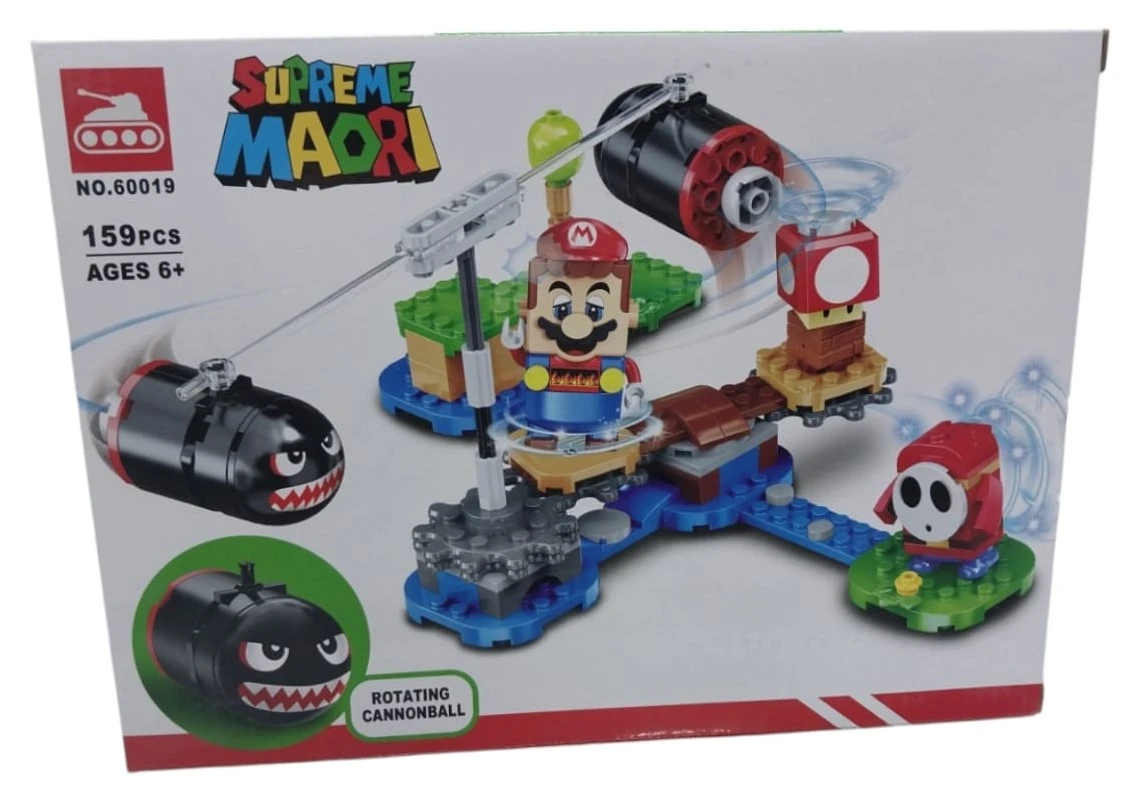 SUPREME
MAORI
NO.60019
159PCS
AGES 6+
M
ROTATING
CANNONBALL